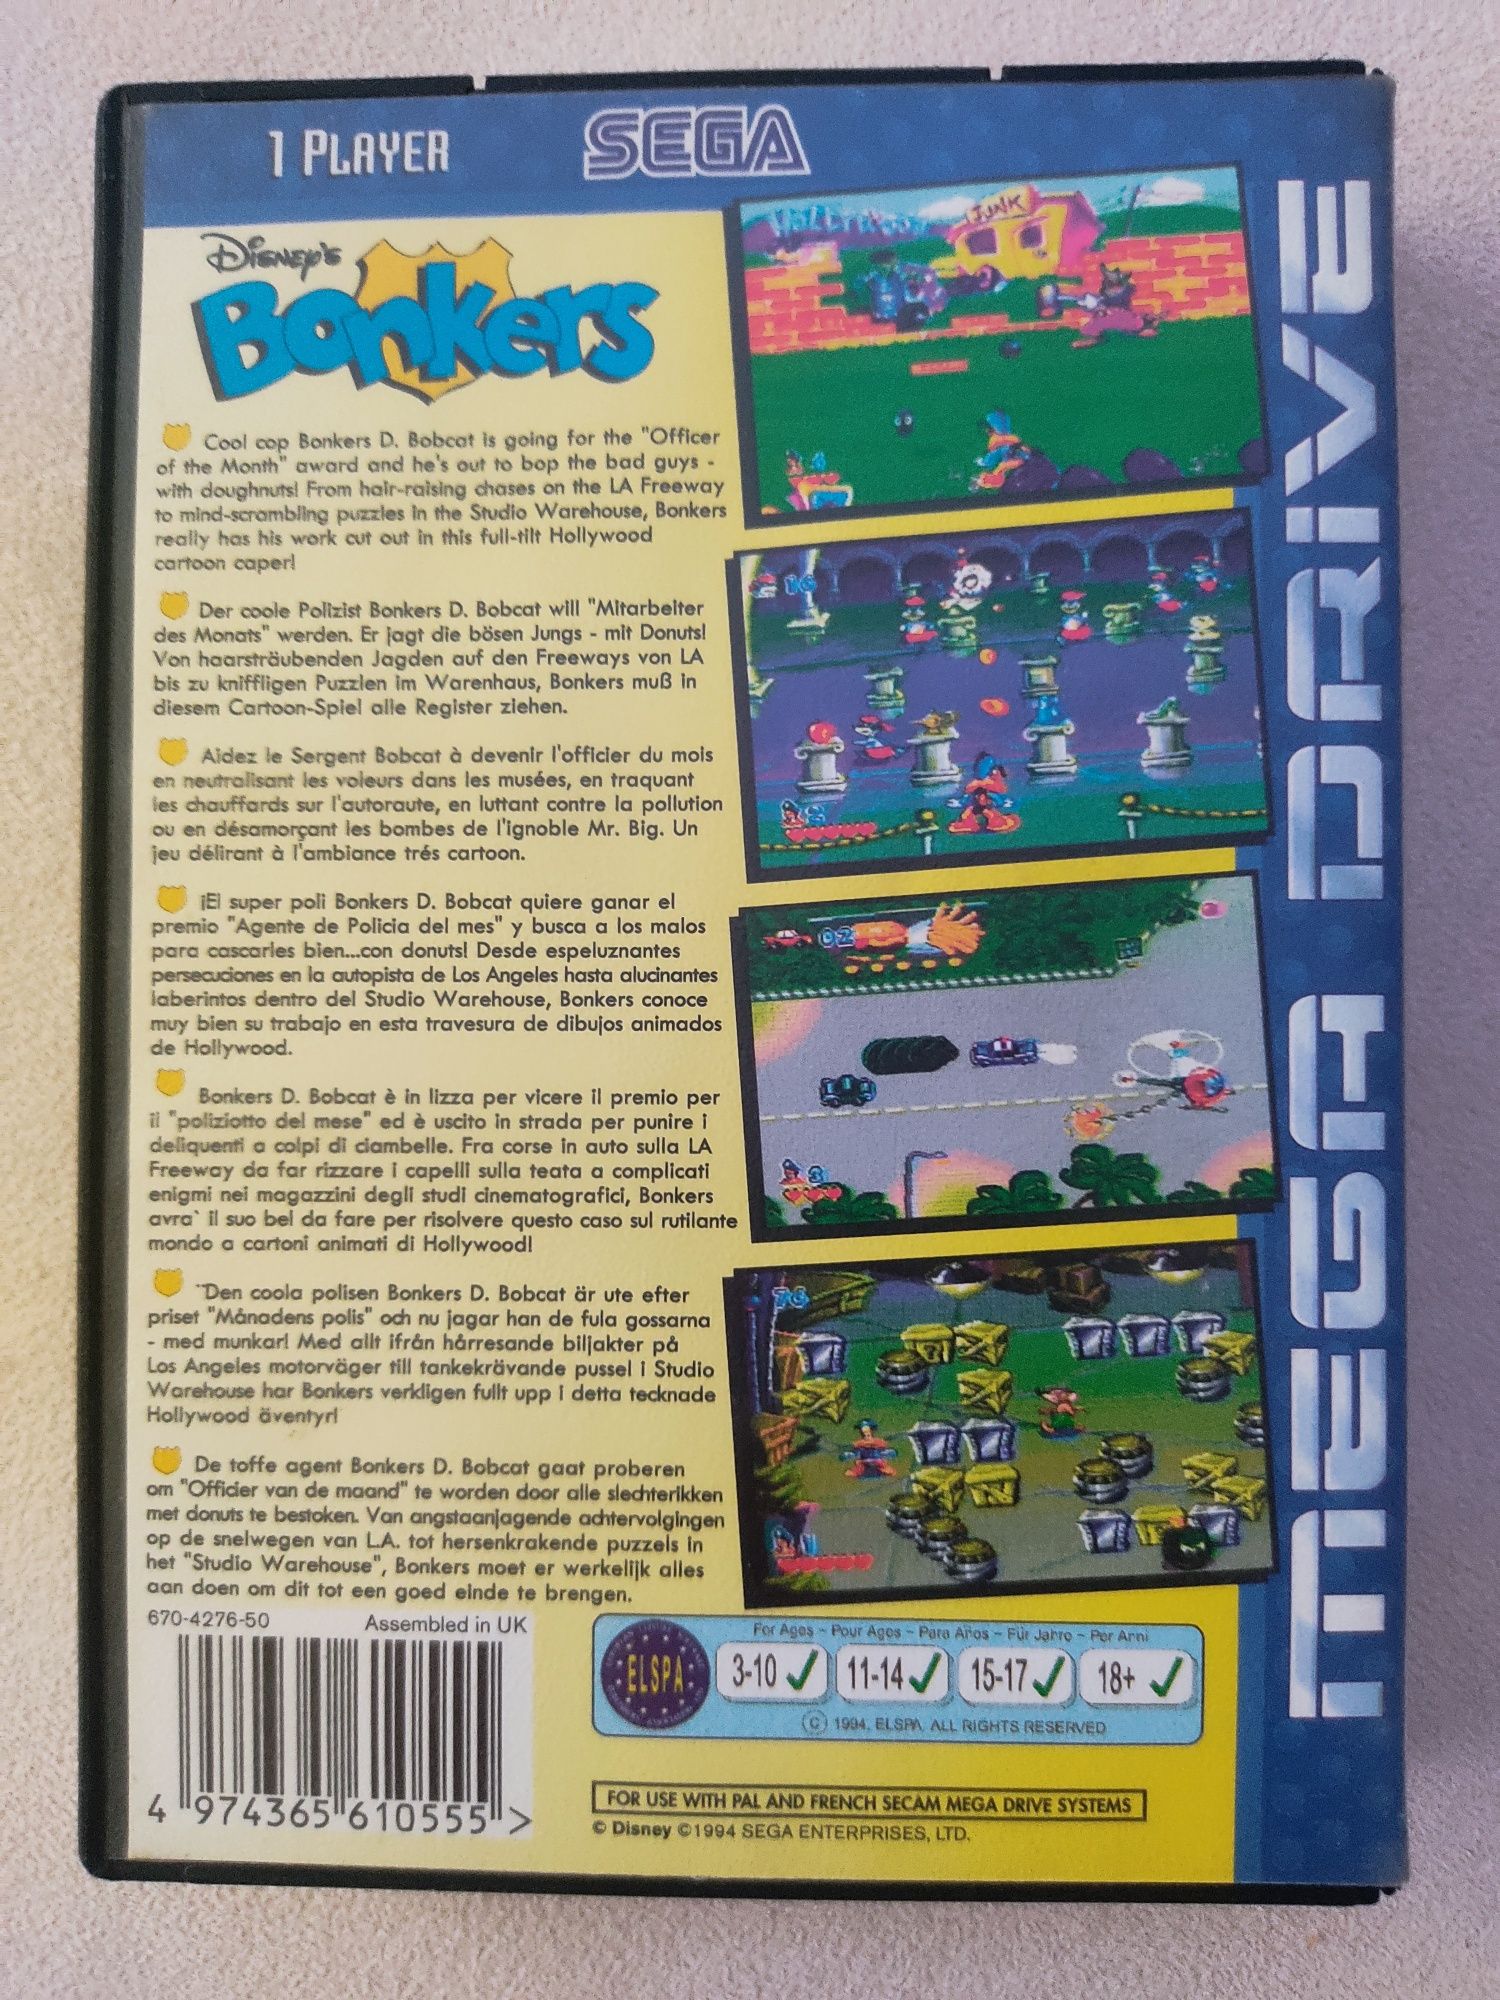 1 PLAYER
SEGA
DISNEY'S
Bonkers
Cool cop Bonkers D. Bobcat is going for the "Officer
of the Month" award and he's out to bop the bad guys -
with doughnuts! From hair-raising chases on the LA Freeway
to mind-scrambling puzzles in the Studio Warehouse, Bonkers
really has his work cut out in this full-tilt Hollywood
cartoon caper!
Der coole Polizist Bonkers D. Bobcat will "Mitarbeiter
des Monats" werden. Er jagt die bösen Jungs - mit Donuts!
Von haarsträubenden Jagden auf den Freeways von LA
bis zu kniffligen Puzzlen im Warenhaus, Bonkers muß in
diesem Cartoon-Spiel alle Register ziehen.
Aidez le Sergent Bobcat à devenir l'officier du mois
en neutralisant les voleurs dans les musées, en traquant
les chauffards sur l'autoraute, en luttant contre la pollution
ou en désamorçant les bombes de l'ignoble Mr. Big. Un
jeu délirant à l'ambiance trés cartoon.
¡El super poli Bonkers D. Bobcat quiere ganar el
premio "Agente de Policia del mes" y busca a los malos
para cascarles bien...con donuts! Desde espeluznantes
persecuciones en la autopista de Los Angeles hasta alucinantes
laberintos dentro del Studio Warehouse, Bonkers conoce
muy bien su trabajo en esta travesura de dibujos animados
de Hollywood.
Bonkers D. Bobcat è in lizza per vicere il premio per
il "poliziotto del mese" ed è uscito in strada per punire i
deliquenti a colpi di ciambelle. Fra corse in auto sulla LA
Freeway da far rizzare i capelli sulla teata a complicati
enigmi nei magazzini degli studi cinematografici, Bonkers
avra` il suo bel da fare per risolvere questo caso sul rutilante
mondo a cartoni animati di Hollywood!
¨Den coola polisen Bonkers D. Bobcat är ute efter
priset "Månadens polis" och nu jagar han de fula gossarna
- med munkar! Med allt ifrån hårresande biljakter på
Los Angeles motorväger till tankekrävande pussel i Studio
Warehouse har Bonkers verkligen fullt upp i detta tecknade
Hollywood äventyr!
De toffe agent Bonkers D. Bobcat gaat proberen
om "Officier van de maand" te worden door alle slechterikken
met donuts te bestoken. Van angstaanjagende achtervolgingen
op de snelwegen van L.A. tot hersenkrakende puzzels in
het "Studio Warehouse", Bonkers moet er werkelijk alles
aan doen om dit tot een goed einde te brengen.
670-4276-50 Assembled in UK
4 974365 610555 >
JUNK
16
2
02
3
76
ELSPA
For Ages - Pour Ages - Para Años - Für Jahre - Per Anni
3-10 11-14 15-17 18+
© 1994. ELSPA. ALL RIGHTS RESERVED
FOR USE WITH PAL AND FRENCH SECAM MEGA DRIVE SYSTEMS
© Disney ©1994 SEGA ENTERPRISES, LTD.
MEGA DRIVE